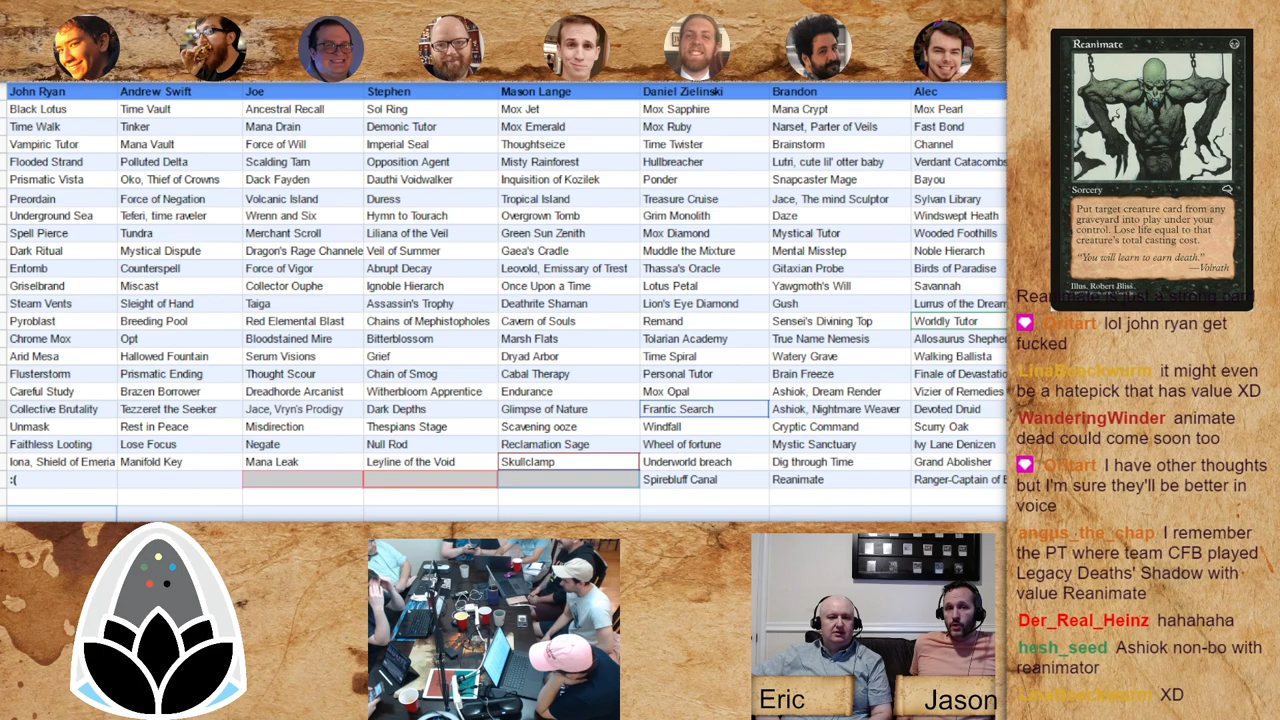 John Ryan Andrew Swift Joe Stephen Mason Lange Daniel Zielinski Brandon Alec
Black Lotus Time Vault Ancestral Recall Sol Ring Mox Jet Mox Sapphire Mana Crypt Mox Pearl
Time Walk Tinker Mana Drain Demonic Tutor Mox Emerald Mox Ruby Narset, Parter of Veils Fast Bond
Vampiric Tutor Mana Vault Force of Will Imperial Seal Thoughtseize Time Twister Brainstorm Channel
Flooded Strand Polluted Delta Scalding Tarn Opposition Agent Misty Rainforest Hullbreacher Lutri, cute lil' otter baby Verdant Catacombs
Prismatic Vista Oko, Thief of Crowns Dack Fayden Dauthi Voidwalker Inquisition of Kozilek Ponder Snapcaster Mage Bayou
Preordain Force of Negation Volcanic Island Duress Tropical Island Treasure Cruise Jace, The mind Sculptor Sylvan Library
Underground Sea Teferi, time raveler Wrenn and Six Hymn to Tourach Overgrown Tomb Grim Monolith Daze Windswept Heath
Spell Pierce Tundra Merchant Scroll Liliana of the Veil Green Sun Zenith Mox Diamond Mystical Tutor Wooded Foothills
Dark Ritual Mystical Dispute Dragon's Rage Channele Veil of Summer Gaea's Cradle Muddle the Mixture Mental Misstep Noble Hierarch
Entomb Counterspell Force of Vigor Abrupt Decay Leovold, Emissary of Trest Thassa's Oracle Gitaxian Probe Birds of Paradise
Griselbrand Miscast Collector Ouphe Ignoble Hierarch Once Upon a Time Lotus Petal Yawgmoth's Will Savannah
Steam Vents Sleight of Hand Taiga Assassin's Trophy Deathrite Shaman Lion's Eye Diamond Gush Lurrus of the Dream
Pyroblast Breeding Pool Red Elemental Blast Chains of Mephistopholes Cavern of Souls Remand Sensei's Divining Top Worldly Tutor
Chrome Mox Opt Bloodstained Mire Bitterblossom Marsh Flats Tolarian Academy True Name Nemesis Allosaurus Shepher
Arid Mesa Hallowed Fountain Serum Visions Grief Dryad Arbor Time Spiral Watery Grave Walking Ballista
Flusterstorm Prismatic Ending Thought Scour Chain of Smog Cabal Therapy Personal Tutor Brain Freeze Finale of Devastatio
Careful Study Brazen Borrower Dreadhorde Arcanist Witherbloom Apprentice Endurance Mox Opal Ashiok, Dream Render Vizier of Remedies
Collective Brutality Tezzeret the Seeker Jace, Vryn's Prodigy Dark Depths Glimpse of Nature Frantic Search Ashiok, Nightmare Weaver Devoted Druid
Unmask Rest in Peace Misdirection Thespians Stage Scavening ooze Windfall Cryptic Command Scurry Oak
Faithless Looting Lose Focus Negate Null Rod Reclamation Sage Wheel of fortune Mystic Sanctuary Ivy Lane Denizen
Iona, Shield of Emeria Manifold Key Mana Leak Leyline of the Void Skullclamp Underworld breach Dig through Time Grand Abolisher
:( Spirebluff Canal Reanimate Ranger-Captain of E
Reanimate
Sorcery
Put target creature card from any
graveyard into play under your
control. Lose life equal to that
creature's total casting cost.
"You will learn to earn death."
—Volrath
Illus. Robert Bliss
Oritart lol john ryan get
fucked
it might even
be a hatepick that has value XD
WanderingWinder animate
dead could come soon too
Oritart I have other thoughts
but I'm sure they'll be better in
voice
angus_the_chap I remember
the PT where team CFB played
Legacy Deaths' Shadow with
value Reanimate
Der_Real_Heinz hahahaha
hesh_seed Ashiok non-bo with
reanimator
XD
Eric
Jason